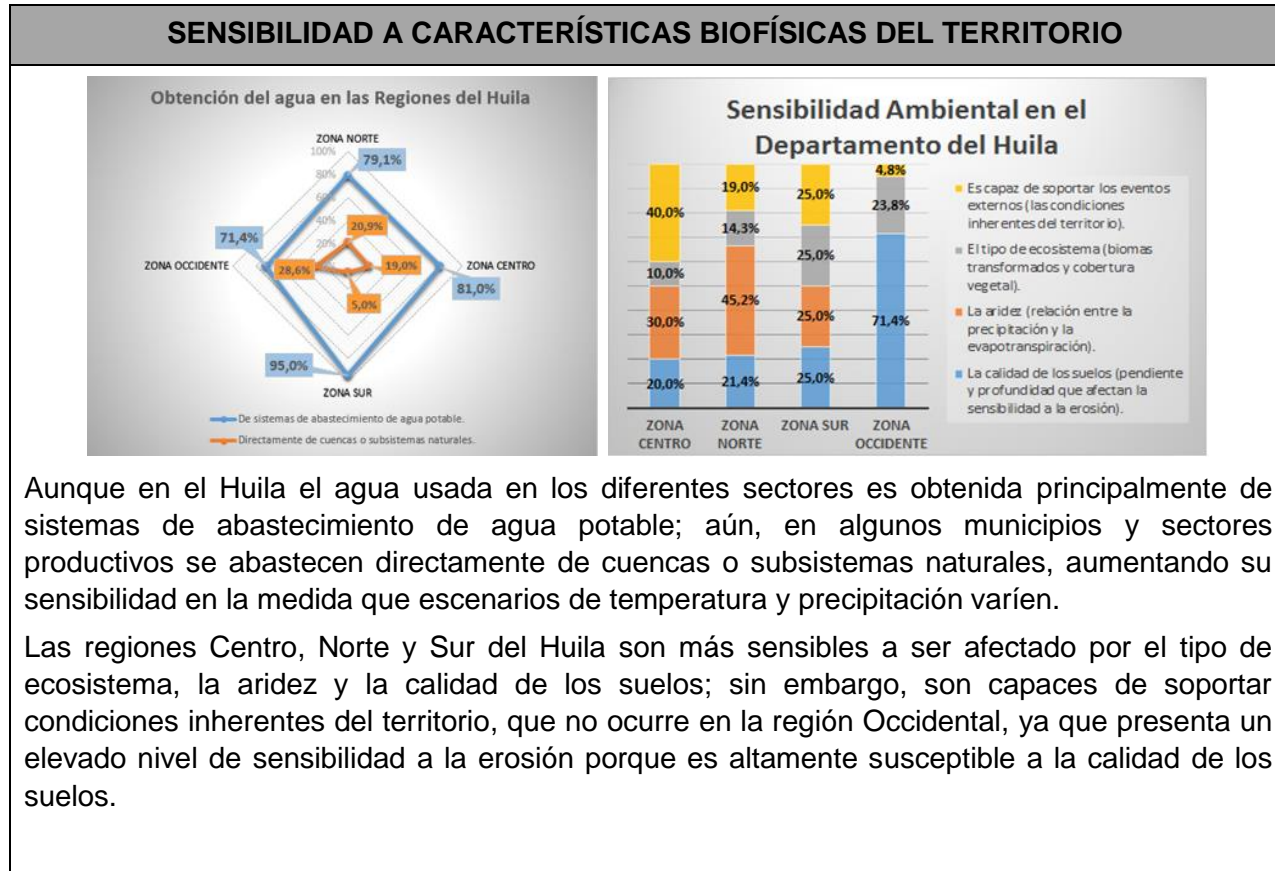 SENSIBILIDAD A CARACTERÍSTICAS BIOFÍSICAS DEL TERRITORIO
Obtención del agua en las Regiones del Huila
ZONA NORTE
100%
79,1%
80%
60%
40%
20,9%
20%
71,4%
ZONA OCCIDENTE
28,6%
19,0%
ZONA CENTRO
81,0%
5,0%
95,0%
ZONA SUR
De sistemas de abastecimiento de agua potable.
Directamente de cuencas o subsistemas naturales.
Sensibilidad Ambiental en el
Departamento del Huila
40,0%
10,0%
30,0%
20,0%
19,0%
14,3%
45,2%
21,4%
25,0%
25,0%
25,0%
25,0%
4,8%
23,8%
71,4%
ZONA
CENTRO
ZONA
NORTE
ZONA SUR
ZONA
OCCIDENTE
Es capaz de soportar los eventos
externos (las condiciones
inherentes del territorio).
El tipo de ecosistema (biomas
transformados y cobertura
vegetal).
La aridez (relación entre la
precipitación y la
evapotranspiración).
La calidad de los suelos (pendiente
y profundidad que afectan la
sensibilidad a la erosión).
Aunque en el Huila el agua usada en los diferentes sectores es obtenida principalmente de
sistemas de abastecimiento de agua potable; aún, en algunos municipios y sectores
productivos se abastecen directamente de cuencas o subsistemas naturales, aumentando su
sensibilidad en la medida que escenarios de temperatura y precipitación varíen.
Las regiones Centro, Norte y Sur del Huila son más sensibles a ser afectado por el tipo de
ecosistema, la aridez y la calidad de los suelos; sin embargo, son capaces de soportar
condiciones inherentes del territorio, que no ocurre en la región Occidental, ya que presenta un
elevado nivel de sensibilidad a la erosión porque es altamente susceptible a la calidad de los
suelos.